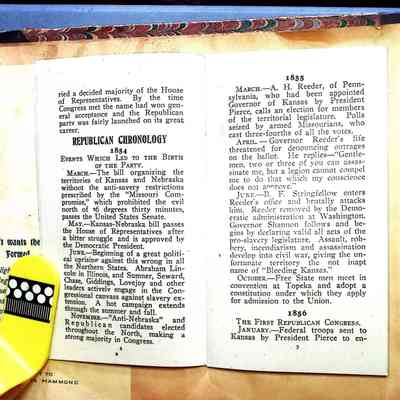 ried a decided majority of the House
of Representatives. By the time
Congress met the name had won gen-
eral acceptance and the Republican
party was fairly launched on its great
career.
REPUBLICAN CHRONOLOGY
1854
EVENTS WHICH LED TO THE BIRTH
OF THE PARTY.
MARCH.—The bill organizing the
territories of Kansas and Nebraska
without the anti-savery restrictions
prescribed by the "Missouri Com-
promise," which prohibited the evil
north of 36 degrees thirty minutes,
passes the United States Senate.
MAY.—Kansas-Nebraska bill passes
the House of Representatives after
a bitter struggle and is approved by
the Democratic President.
JUNE.—Beginning of a great politi-
cal uprising against this wrong in all
the Northern States. Abraham Lin-
coln in Illinois, and Sumner, Seward,
Chase, Giddings, Lovejoy and other
leaders actively engage in the Con-
gressional canvass against slavery ex-
tension. A hot campaign extends
through the summer and fall.
NOVEMBER.—"Anti-Nebraska" and
Republican candidates elected
throughout the North, making a
strong majority in Congress.
1855
MARCH.—A. H. Reeder, of Penn-
sylvania, who had been appointed
Governor of Kansas by President
Pierce, calls an election for members
of the territorial legislature. Polls
seized by armed Missourians, who
cast three-fourths of all the votes.
APRIL.—Governor Reeder's life
threatened for denouncing outrages
on the ballot. He replies—"Gentle-
men, two or three of you can assas-
sinate me, but a legion cannot compel
me to do that which my conscience
does not approve."
JUNE.—B. F. Stringfellow enters
Reeder's office and brutally attacks
him. Reeder removed by the Demo-
cratic administration at Washington.
Governor Shannon follows and be-
gins by declaring valid all acts of the
pro-slavery legislature. Assault, rob-
bery, incendiarism and assassination
develop into civil war, giving the un-
fortunate territory the not inapt
name of "Bleeding Kansas."
OCTOBER.—Free State men meet in
convention at Topeka and adopt a
constitution under which they apply
for admission to the Union.
1856
THE FIRST REPUBLICAN CONGRESS.
JANUARY.—Federal troops sent to
Kansas by President Pierce to en-
wants the
Former
TO
HAMMOND